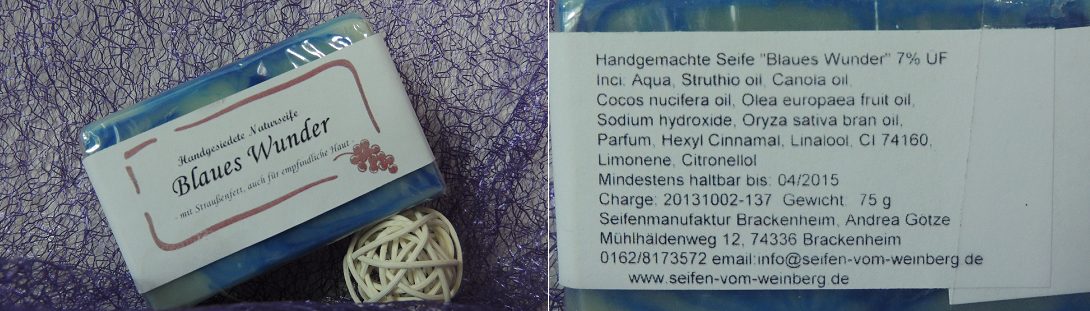 Handgesiedete Naturseife
Blaues Wunder
- mit Straußenfett, auch für empfindliche Haut -
Handgemachte Seife "Blaues Wunder" 7% ÜF
Inci: Aqua, Struthio oil, Canola oil,
Cocos nucifera oil, Olea europaea fruit oil,
Sodium hydroxide, Oryza sativa bran oil,
Parfum, Hexyl Cinnamal, Linalool, CI 74160,
Limonene, Citronellol
Mindestens haltbar bis: 04/2015
Charge: 20131002-137 Gewicht: 75 g
Seifenmanufaktur Brackenheim, Andrea Götze
Mühlhäldenweg 12, 74336 Brackenheim
0162/8173572 email:info@seifen-vom-weinberg.de
www.seifen-vom-weinberg.de